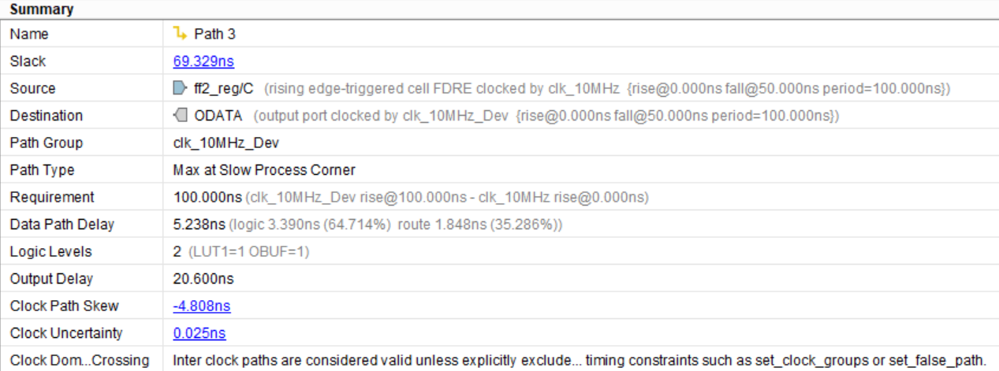 Summary
Name Path 3
Slack 69.329ns
Source ff2_reg/C (rising edge-triggered cell FDRE clocked by clk_10MHz {rise@0.000ns fall@50.000ns period=100.000ns})
Destination ODATA (output port clocked by clk_10MHz_Dev {rise@0.000ns fall@50.000ns period=100.000ns})
Path Group clk_10MHz_Dev
Path Type Max at Slow Process Corner
Requirement 100.000ns (clk_10MHz_Dev rise@100.000ns - clk_10MHz rise@0.000ns)
Data Path Delay 5.238ns (logic 3.390ns (64.714%) route 1.848ns (35.286%))
Logic Levels 2 (LUT1=1 OBUF=1)
Output Delay 20.600ns
Clock Path Skew -4.808ns
Clock Uncertainty 0.025ns
Clock Dom...Crossing Inter clock paths are considered valid unless explicitly exclude... timing constraints such as set_clock_groups or set_false_path.